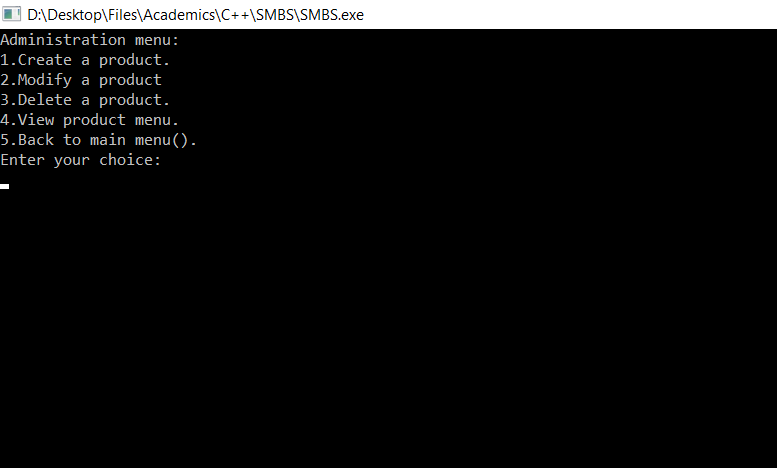 D:\Desktop\Files\Academics\C++\SMBS\SMBS.exe
Administration menu:
1.Create a product.
2.Modify a product
3.Delete a product.
4.View product menu.
5.Back to main menu().
Enter your choice: